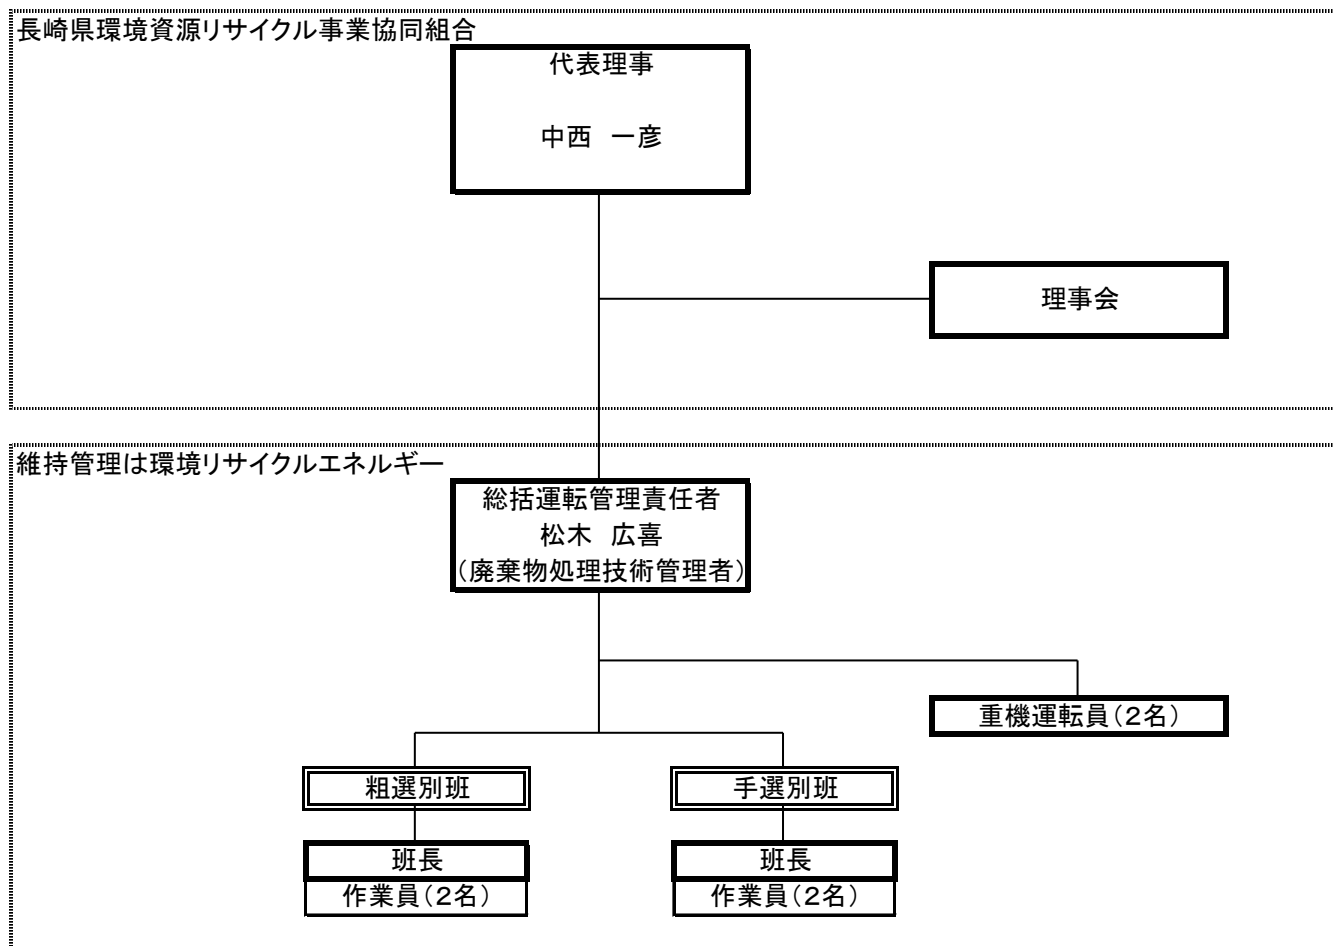 長崎県環境資源リサイクル事業協同組合
代表理事
中西　一彦
理事会
維持管理は環境リサイクルエネルギー
総括運転管理責任者
松木　広喜
（廃棄物処理技術管理者）
重機運転員（２名）
粗選別班
手選別班
班長
班長
作業員（２名）
作業員（２名）